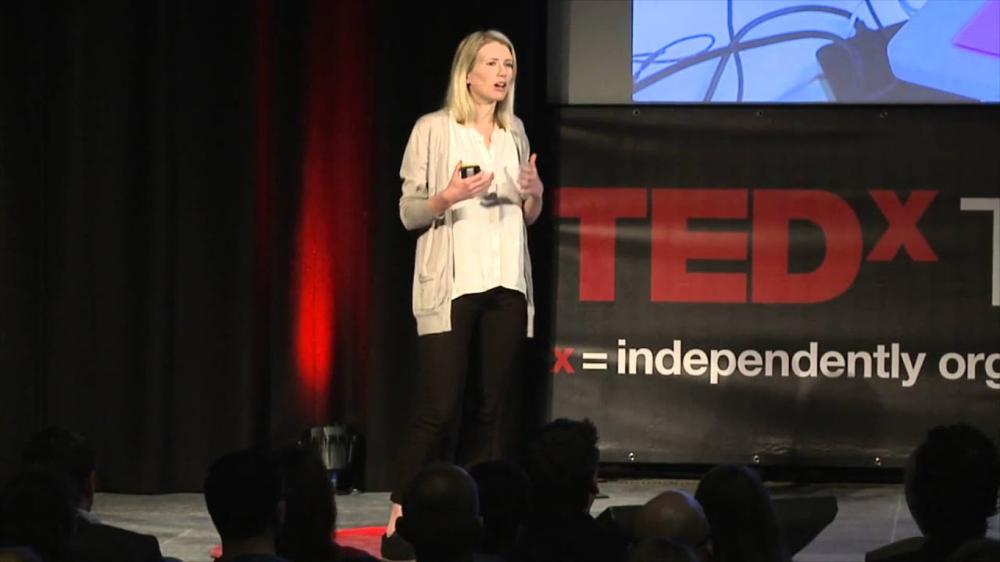 TEDx T
x = independently org